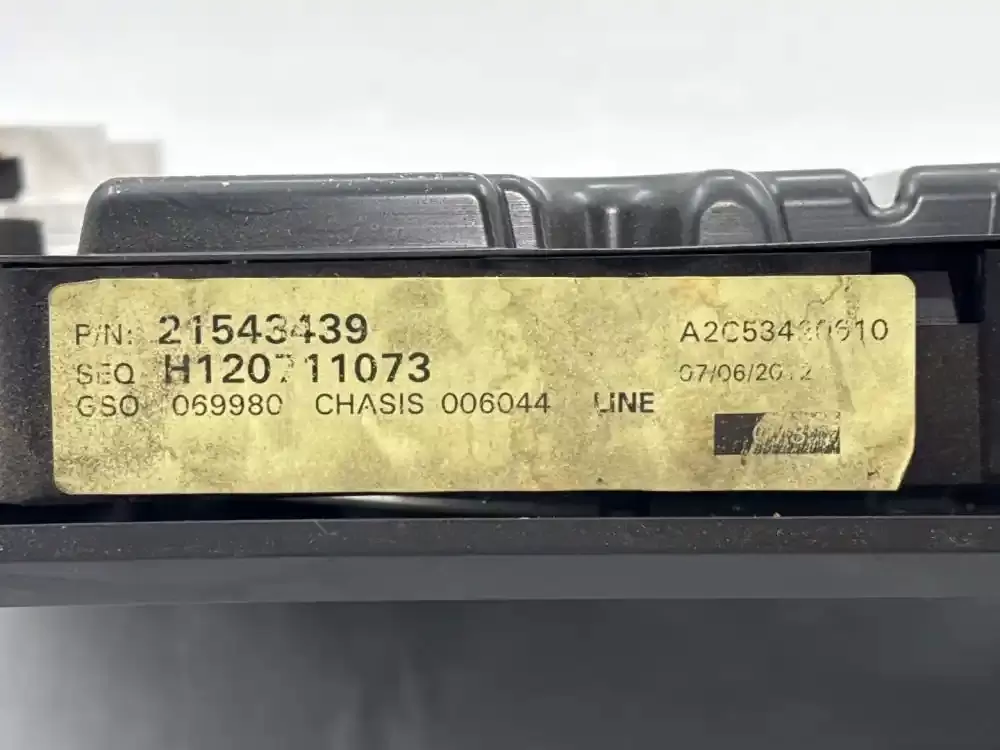 P/N: 21543439
SEQ H120711073
GSO 069980 CHASIS 006044 LINE
07/06/2012